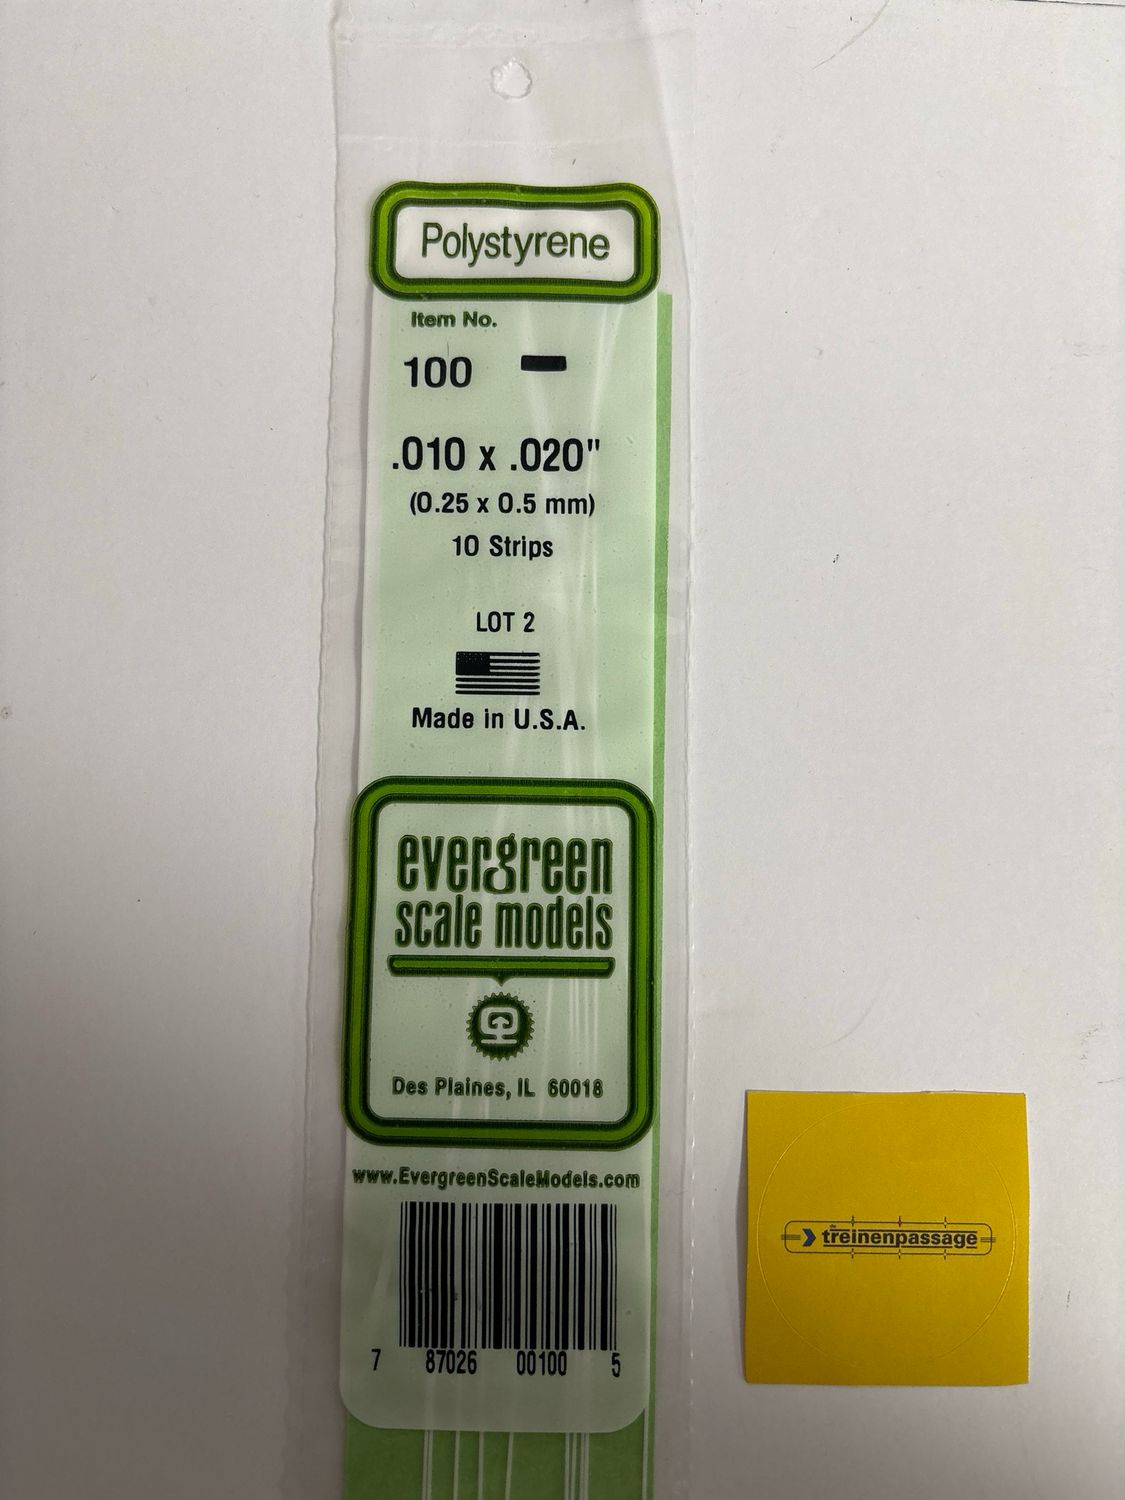 Polystyrene
Item No.
100
.010 x .020"
(0.25 x 0.5 mm)
10 Strips
LOT 2
Made in U.S.A.
evergreen
scale models
Des Plaines, IL 60018
www.EvergreenScaleModels.com
7 87026 00100 5
de
treinenpassage